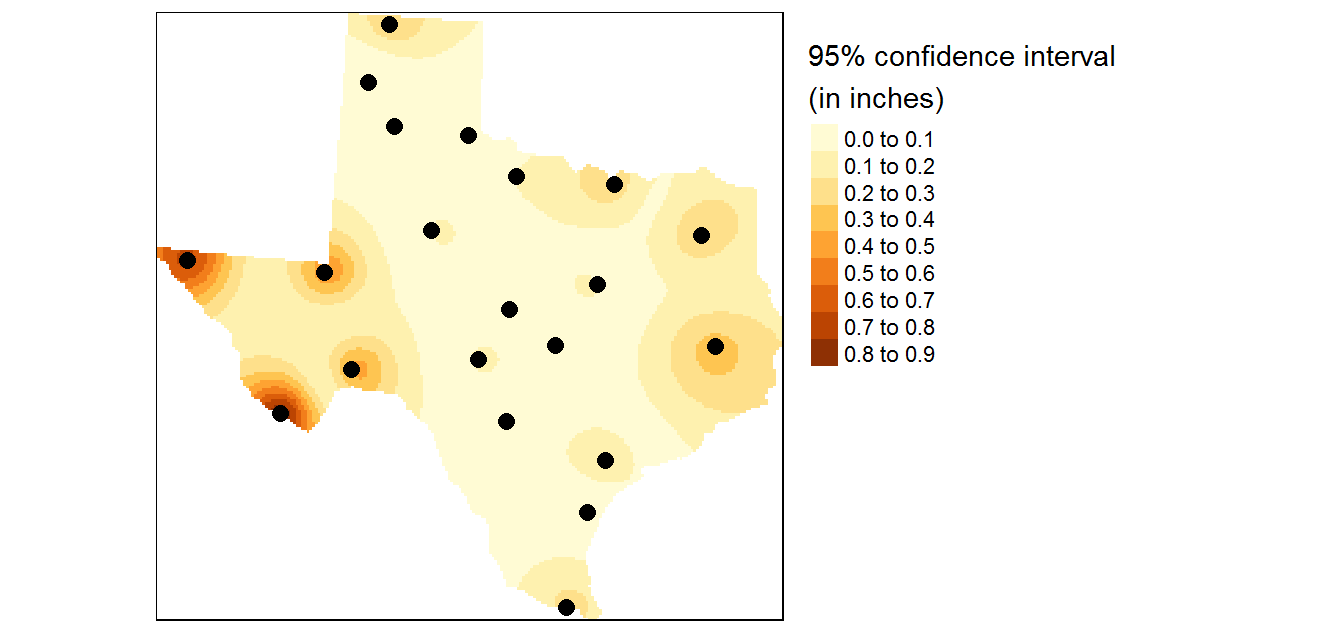 95% confidence interval
(in inches)
0.0 to 0.1
0.1 to 0.2
0.2 to 0.3
0.3 to 0.4
0.4 to 0.5
0.5 to 0.6
0.6 to 0.7
0.7 to 0.8
0.8 to 0.9